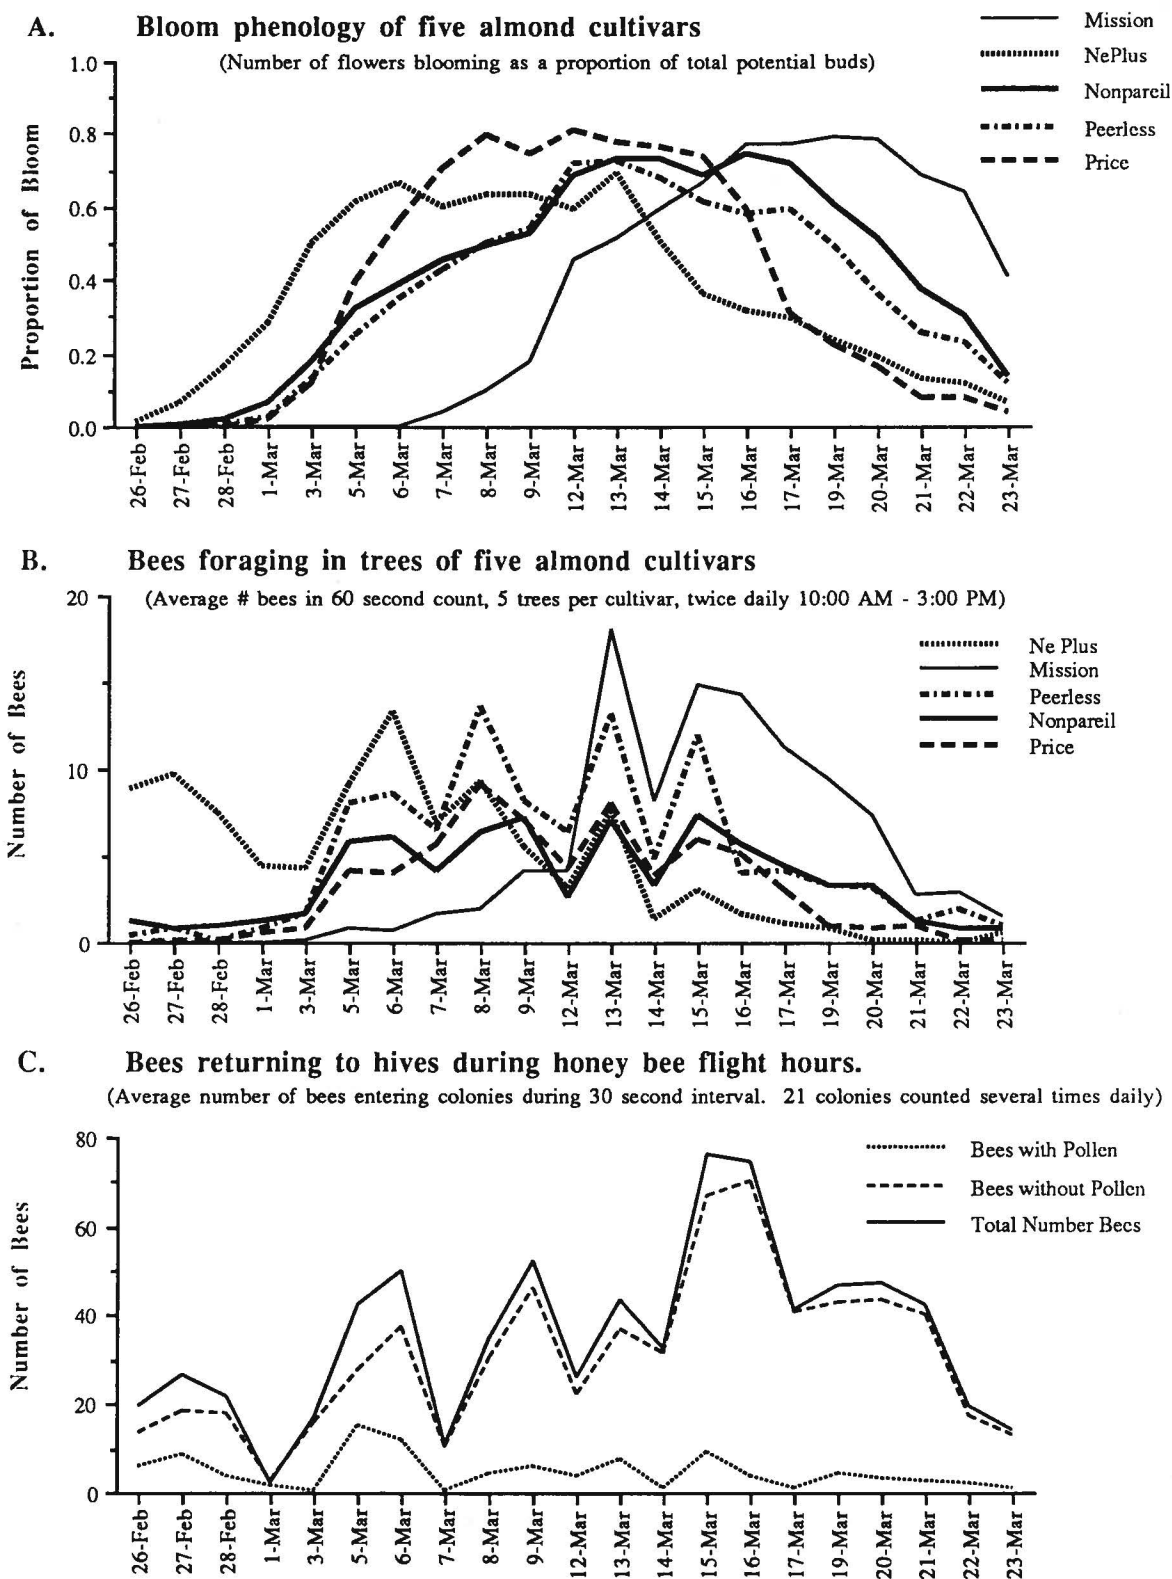 A. Bloom phenology of five almond cultivars
(Number of flowers blooming as a proportion of total potential buds)
Mission
NePlus
Nonpareil
Peerless
Price
Proportion of Bloom
1.0
0.8
0.6
0.4
0.2
0.0
26-Feb
27-Feb
28-Feb
1-Mar
3-Mar
5-Mar
6-Mar
7-Mar
8-Mar
9-Mar
12-Mar
13-Mar
14-Mar
15-Mar
16-Mar
17-Mar
19-Mar
20-Mar
21-Mar
22-Mar
23-Mar
B. Bees foraging in trees of five almond cultivars
(Average # bees in 60 second count, 5 trees per cultivar, twice daily 10:00 AM - 3:00 PM)
Ne Plus
Mission
Peerless
Nonpareil
Price
Number of Bees
20
10
0
26-Feb
27-Feb
28-Feb
1-Mar
3-Mar
5-Mar
6-Mar
7-Mar
8-Mar
9-Mar
12-Mar
13-Mar
14-Mar
15-Mar
16-Mar
17-Mar
19-Mar
20-Mar
21-Mar
22-Mar
23-Mar
C. Bees returning to hives during honey bee flight hours.
(Average number of bees entering colonies during 30 second interval. 21 colonies counted several times daily)
Bees with Pollen
Bees without Pollen
Total Number Bees
Number of Bees
80
60
40
20
0
26-Feb
27-Feb
28-Feb
1-Mar
3-Mar
5-Mar
6-Mar
7-Mar
8-Mar
9-Mar
12-Mar
13-Mar
14-Mar
15-Mar
16-Mar
17-Mar
19-Mar
20-Mar
21-Mar
22-Mar
23-Mar